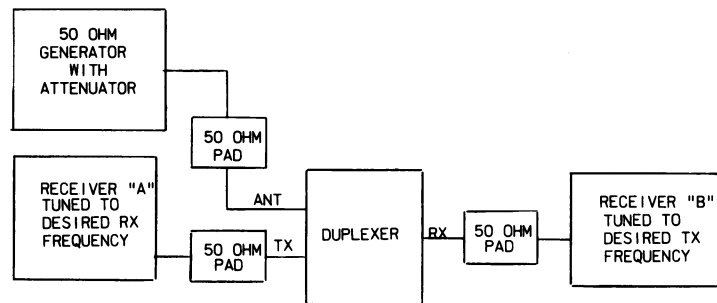 50 OHM
GENERATOR
WITH
ATTENUATOR
50 OHM
PAD
RECEIVER "A"
TUNED TO
DESIRED RX
FREQUENCY
ANT
TX
50 OHM
PAD
DUPLEXER
RX
50 OHM
PAD
RECEIVER "B"
TUNED TO
DESIRED TX
FREQUENCY